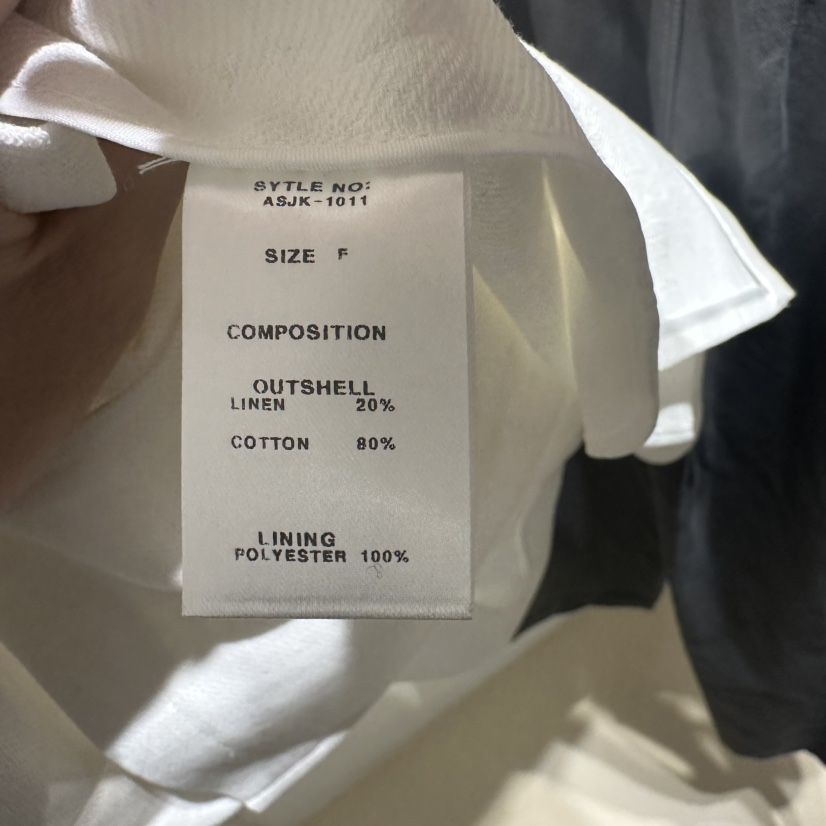 SYTLE NO:
ASJK-1011
SIZE F
COMPOSITION
OUTSHELL
LINEN 20%
COTTON 80%
LINING
POLYESTER 100%